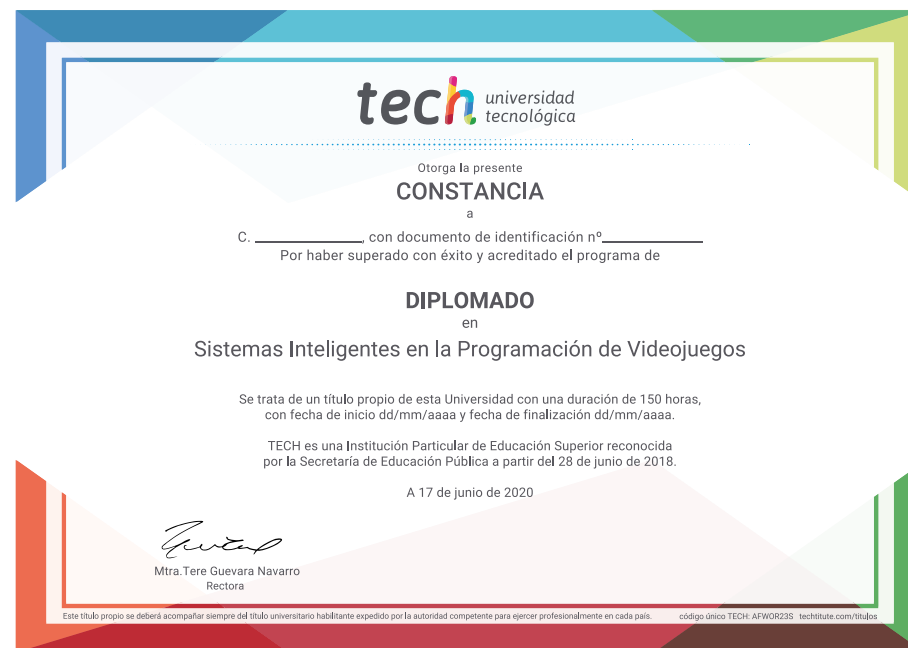 tech universidad
tecnológica
Otorga la presente
CONSTANCIA
a
C. ____________, con documento de identificación nº____________
Por haber superado con éxito y acreditado el programa de
DIPLOMADO
en
Sistemas Inteligentes en la Programación de Videojuegos
Se trata de un título propio de esta Universidad con una duración de 150 horas,
con fecha de inicio dd/mm/aaaa y fecha de finalización dd/mm/aaaa.
TECH es una Institución Particular de Educación Superior reconocida
por la Secretaría de Educación Pública a partir del 28 de junio de 2018.
A 17 de junio de 2020
Mtra.Tere Guevara Navarro
Rectora
Este título propio se deberá acompañar siempre del título universitario habilitante expedido por la autoridad competente para ejercer profesionalmente en cada país. código único TECH: AFWOR23S techtitute.com/títulos